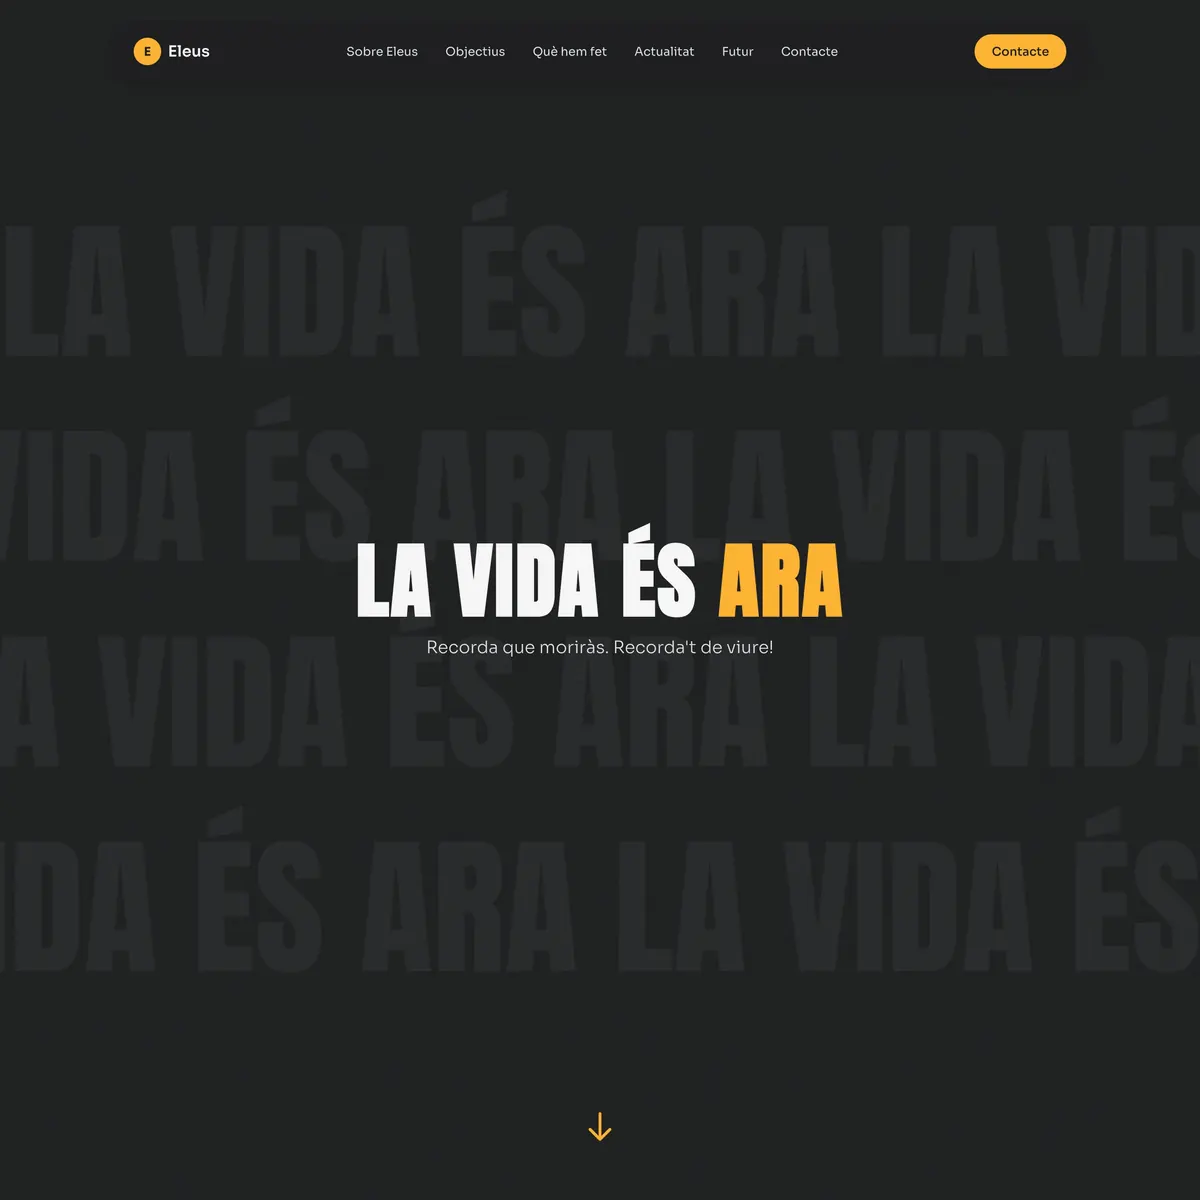 E Eleus Sobre Eleus Objectius Què hem fet Actualitat Futur Contacte Contacte
LA VIDA ÉS ARA LA VID
VIDA ÉS ARA LA VIDA ÉS
LA VIDA ÉS ARA
Recorda que moriràs. Recorda't de viure!
A VIDA ÉS ARA LA VIDA
IDA ÉS ARA LA VIDA ÉS